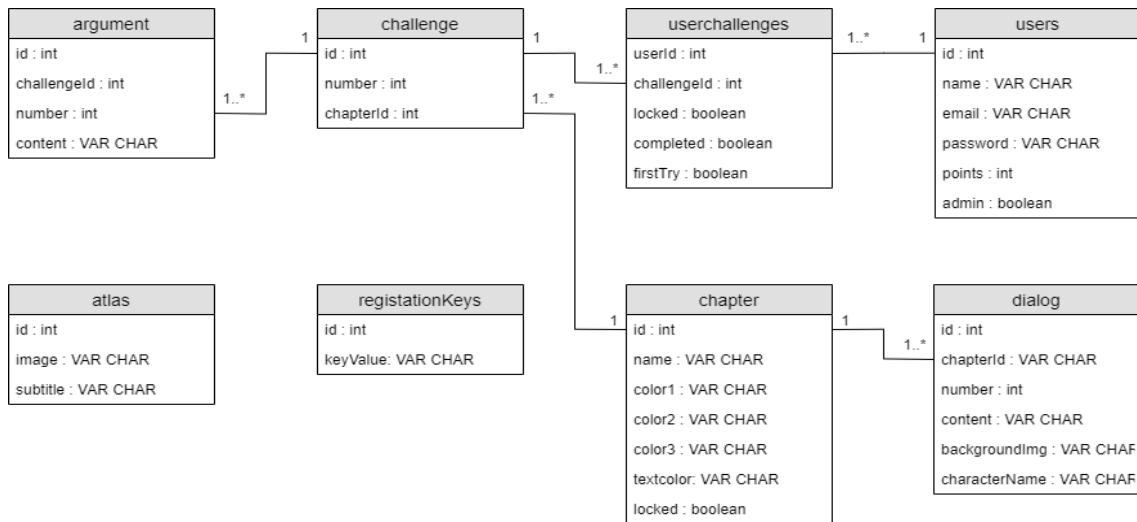 argument
id : int
challengeId : int
number : int
content : VAR CHAR
1
1..*
challenge
id : int
number : int
chapterId : int
1
1..*
1..*
userchallenges
userId : int
challengeId : int
locked : boolean
completed : boolean
firstTry : boolean
1..*
1
users
id : int
name : VAR CHAR
email : VAR CHAR
password : VAR CHAR
points : int
admin : boolean
atlas
id : int
image : VAR CHAR
subtitle : VAR CHAR
registationKeys
id : int
keyValue: VAR CHAR
1
chapter
id : int
name : VAR CHAR
color1 : VAR CHAR
color2 : VAR CHAR
color3 : VAR CHAR
textcolor: VAR CHAR
locked : boolean
1
1..*
dialog
id : int
chapterId : VAR CHAR
number : int
content : VAR CHAR
backgroundImg : VAR CHAR
characterName : VAR CHAR